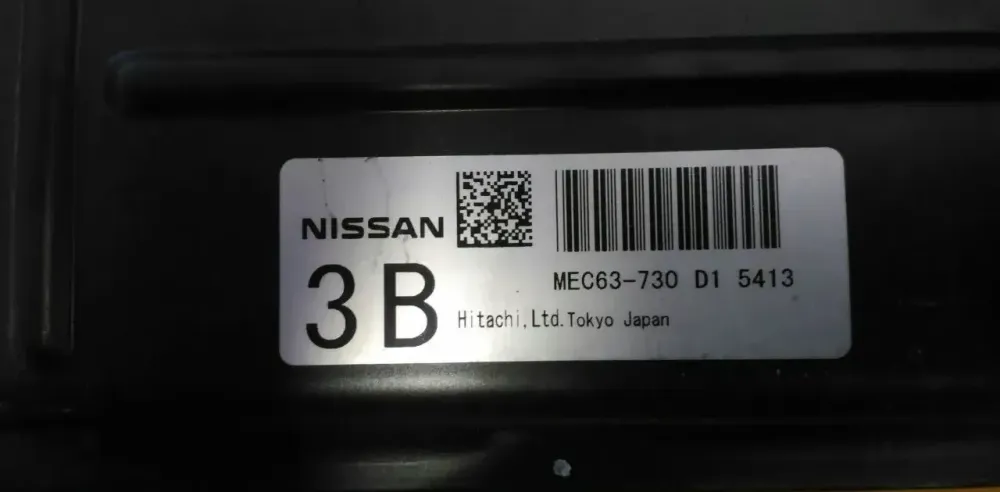 NISSAN
3B
MEC63-730 D1 5413
Hitachi,Ltd.Tokyo Japan